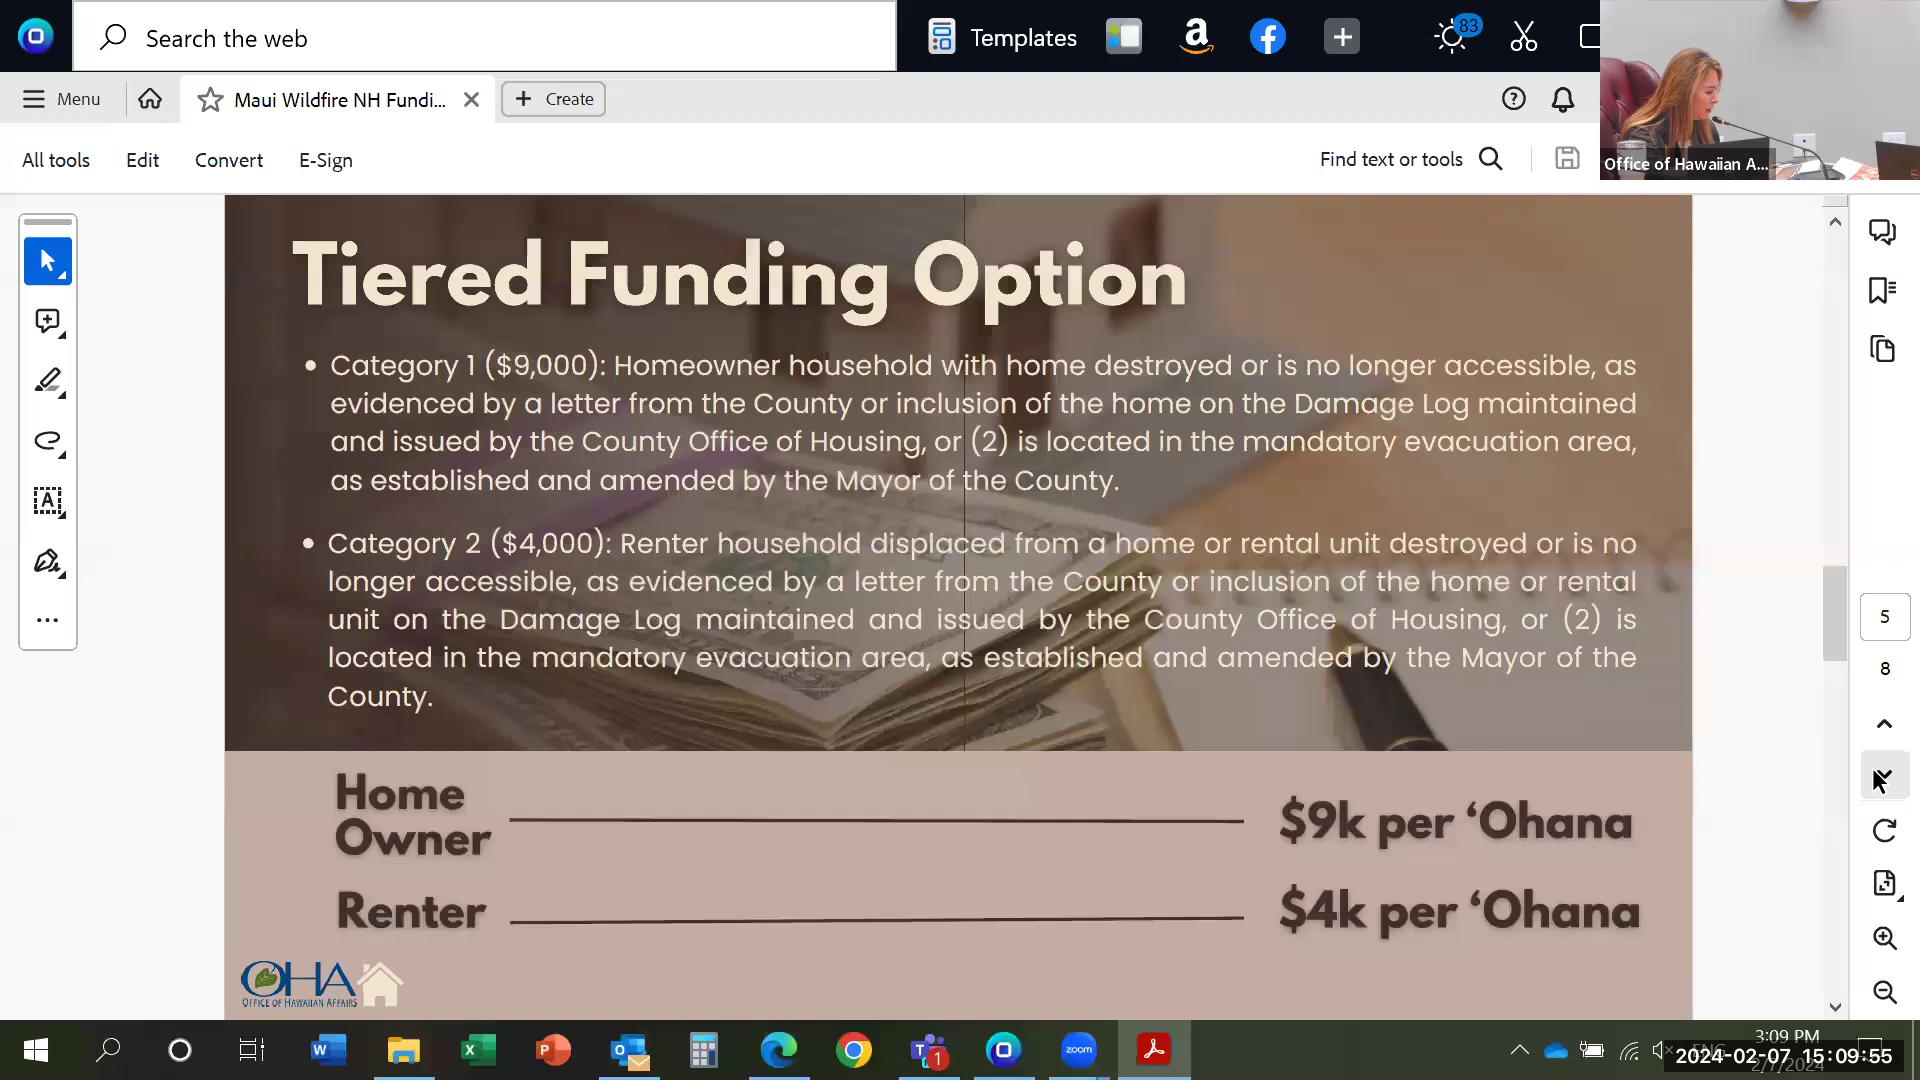 Search the web
Templates
83
Menu
Maui Wildfire NH Fundi...
Create
All tools
Edit
Convert
E-Sign
Find text or tools
Office of Hawaiian A...
Tiered Funding Option
• Category 1 ($9,000): Homeowner household with home destroyed or is no longer accessible, as
evidenced by a letter from the County or inclusion of the home on the Damage Log maintained
and issued by the County Office of Housing, or (2) is located in the mandatory evacuation area,
as established and amended by the Mayor of the County.
• Category 2 ($4,000): Renter household displaced from a home or rental unit destroyed or is no
longer accessible, as evidenced by a letter from the County or inclusion of the home or rental
unit on the Damage Log maintained and issued by the County Office of Housing, or (2) is
located in the mandatory evacuation area, as established and amended by the Mayor of the
County.
5
8
Home
Owner
$9k per ‘Ohana
Renter
$4k per ‘Ohana
OHA
OFFICE OF HAWAIIAN AFFAIRS
zoom
1
3:09 PM
ENG
2024-02-07 15:09:55
2/7/2024